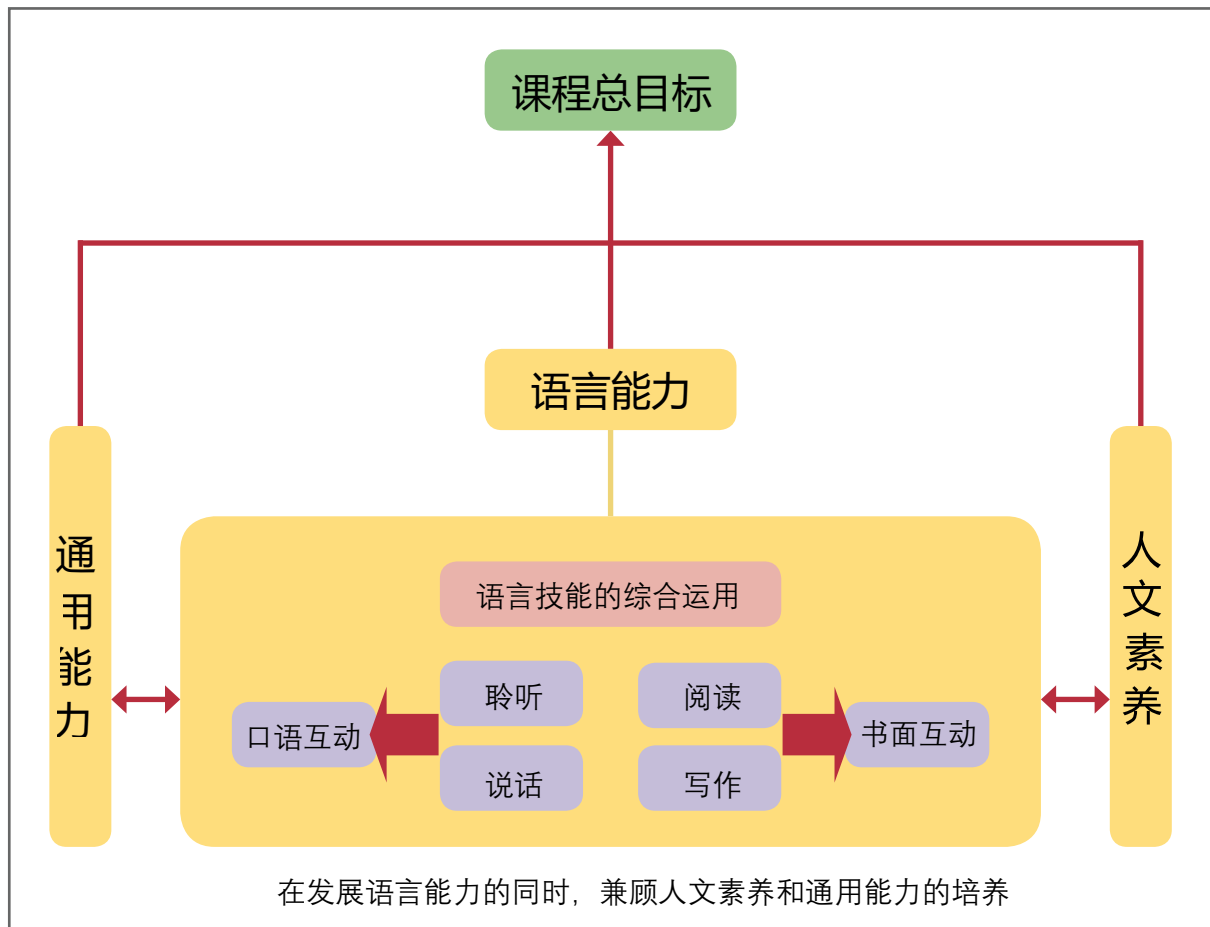 课程总目标
语言能力
通用能力
人文素养
语言技能的综合运用
聆听
阅读
口语互动
书面互动
说话
写作
在发展语言能力的同时，兼顾人文素养和通用能力的培养